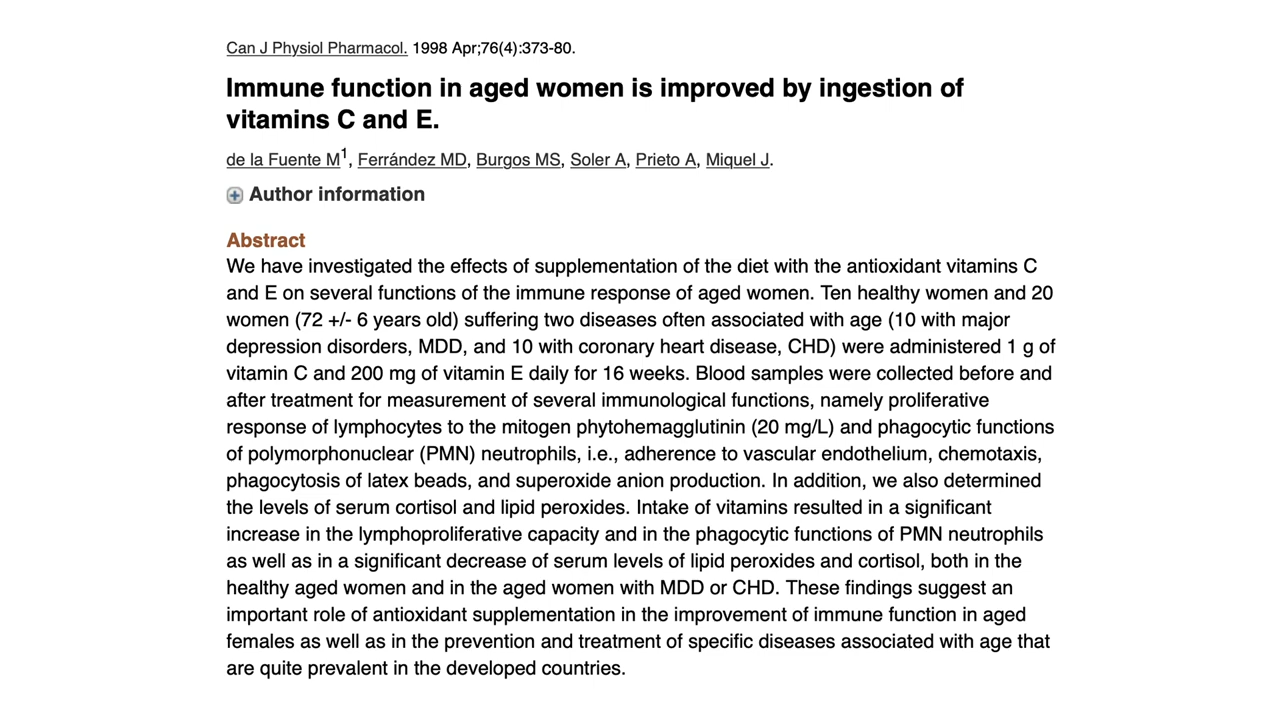 Can J Physiol Pharmacol. 1998 Apr;76(4):373-80.
Immune function in aged women is improved by ingestion of
vitamins C and E.
de la Fuente M1, Ferrández MD, Burgos MS, Soler A, Prieto A, Miquel J.
Author information
Abstract
We have investigated the effects of supplementation of the diet with the antioxidant vitamins C
and E on several functions of the immune response of aged women. Ten healthy women and 20
women (72 +/- 6 years old) suffering two diseases often associated with age (10 with major
depression disorders, MDD, and 10 with coronary heart disease, CHD) were administered 1 g of
vitamin C and 200 mg of vitamin E daily for 16 weeks. Blood samples were collected before and
after treatment for measurement of several immunological functions, namely proliferative
response of lymphocytes to the mitogen phytohemagglutinin (20 mg/L) and phagocytic functions
of polymorphonuclear (PMN) neutrophils, i.e., adherence to vascular endothelium, chemotaxis,
phagocytosis of latex beads, and superoxide anion production. In addition, we also determined
the levels of serum cortisol and lipid peroxides. Intake of vitamins resulted in a significant
increase in the lymphoproliferative capacity and in the phagocytic functions of PMN neutrophils
as well as in a significant decrease of serum levels of lipid peroxides and cortisol, both in the
healthy aged women and in the aged women with MDD or CHD. These findings suggest an
important role of antioxidant supplementation in the improvement of immune function in aged
females as well as in the prevention and treatment of specific diseases associated with age that
are quite prevalent in the developed countries.